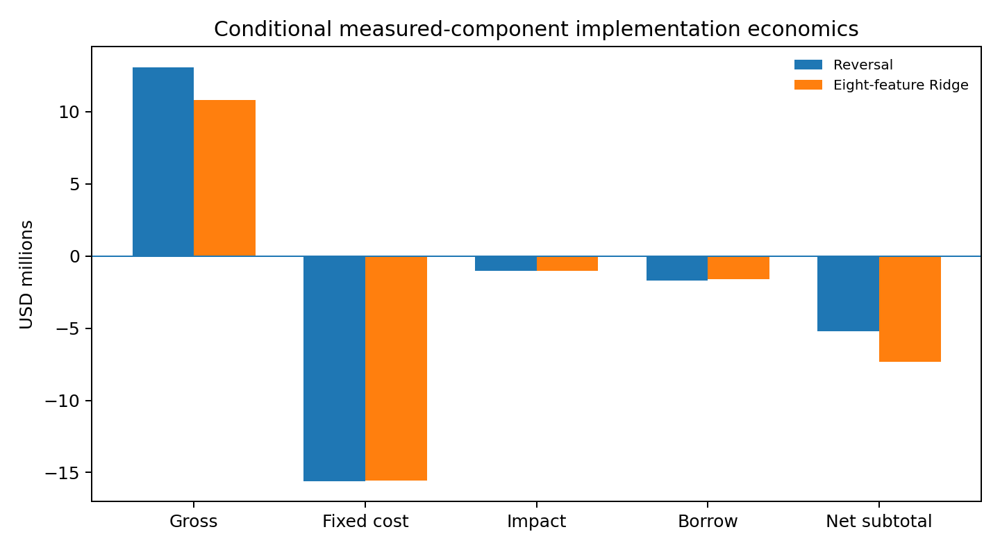 Conditional measured-component implementation economics
Reversal
Eight-feature Ridge
USD millions
10
5
0
−5
−10
−15
Gross
Fixed cost
Impact
Borrow
Net subtotal